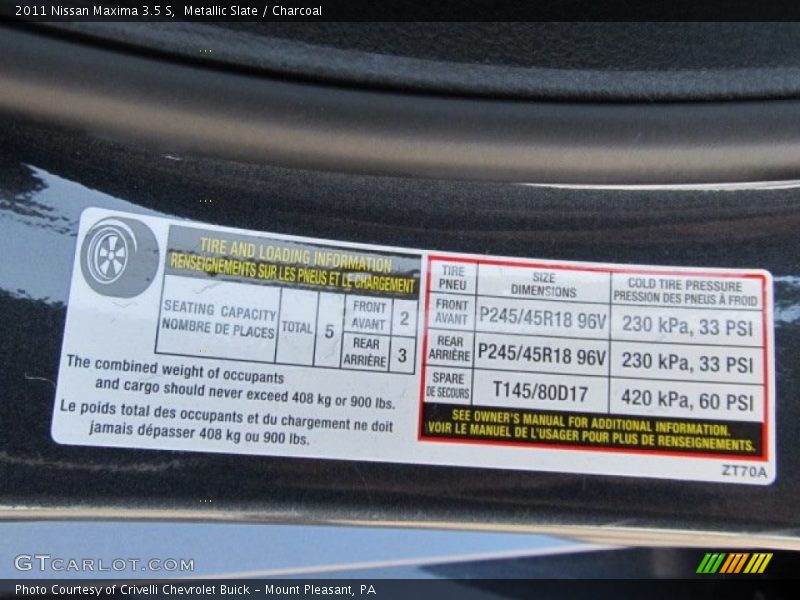 2011 Nissan Maxima 3.5 S, Metallic Slate / Charcoal
TIRE AND LOADING INFORMATION
RENSEIGNEMENTS SUR LES PNEUS ET LE CHARGEMENT
SEATING CAPACITY
NOMBRE DE PLACES
TOTAL
5
FRONT
AVANT
2
REAR
ARRIÈRE
3
The combined weight of occupants
and cargo should never exceed 408 kg or 900 lbs.
Le poids total des occupants et du chargement ne doit
jamais dépasser 408 kg ou 900 lbs.
TIRE
PNEU
SIZE
DIMENSIONS
COLD TIRE PRESSURE
PRESSION DES PNEUS À FROID
FRONT
AVANT
P245/45R18 96V
230 kPa, 33 PSI
REAR
ARRIÈRE
P245/45R18 96V
230 kPa, 33 PSI
SPARE
DE SECOURS
T145/80D17
420 kPa, 60 PSI
SEE OWNER'S MANUAL FOR ADDITIONAL INFORMATION.
VOIR LE MANUEL DE L'USAGER POUR PLUS DE RENSEIGNEMENTS.
ZT70A
GTCARLOT.COM
Photo Courtesy of Crivelli Chevrolet Buick - Mount Pleasant, PA